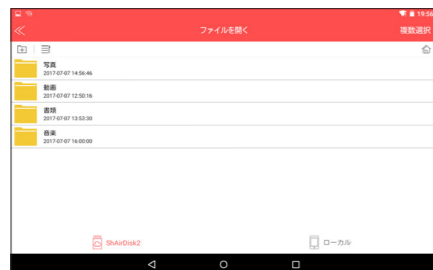 19:56
ファイルを開く
複数選択
写真
2017-07-07 14:56:46
動画
2017-07-07 12:50:16
書類
2017-07-07 13:53:30
音楽
2017-07-07 16:00:00
ShAirDisk2
ローカル